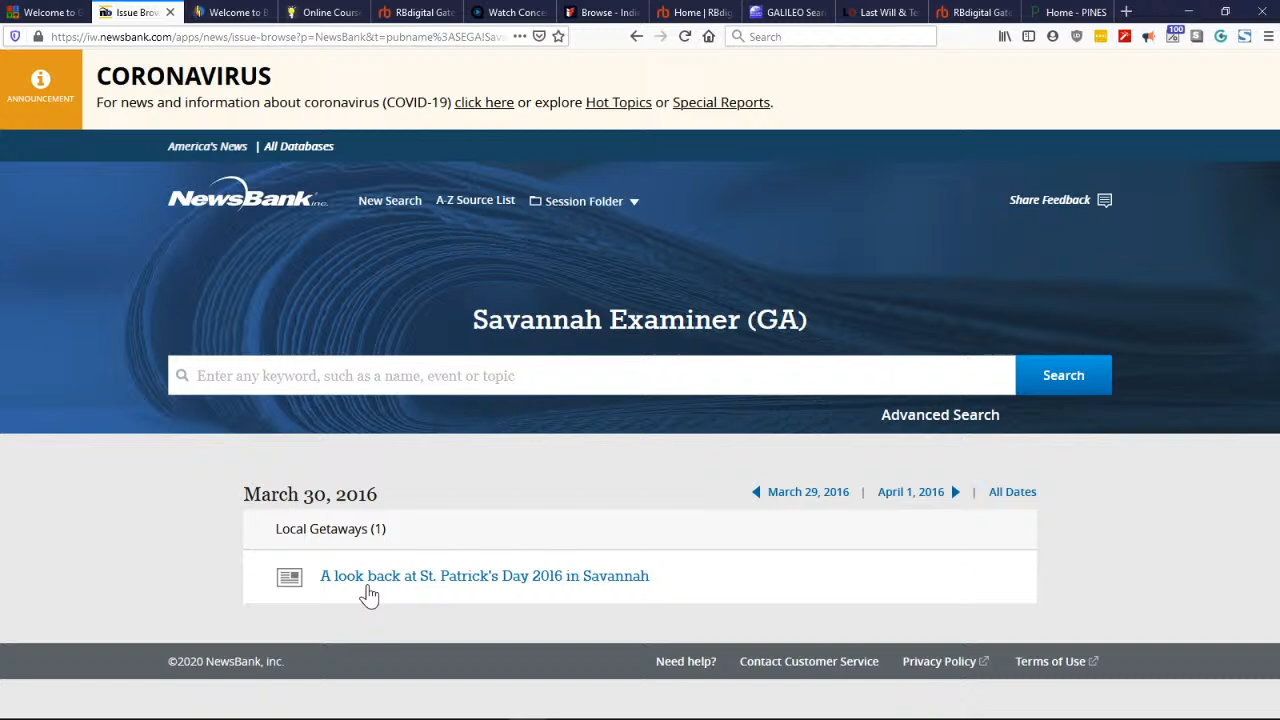 Welcome to G
Issue Brow
Welcome to E
Online Course
RBdigital Gate
Watch Conc
Browse - Indi
Home | RBdig
GALILEO Sear
Last Will & Te
RBdigital Gate
Home - PINES
https://iw.newsbank.com/apps/news/issue-browse?p=NewsBank&t=pubname%3ASEGA|Sav
Search
100
ANNOUNCEMENT
CORONAVIRUS
For news and information about coronavirus (COVID-19) click here or explore Hot Topics or Special Reports.
America's News | All Databases
NewsBank inc.
New Search
A-Z Source List
Session Folder
Share Feedback
Savannah Examiner (GA)
Enter any keyword, such as a name, event or topic
Search
Advanced Search
March 30, 2016
March 29, 2016 | April 1, 2016 | All Dates
Local Getaways (1)
A look back at St. Patrick's Day 2016 in Savannah
©2020 NewsBank, inc.
Need help?
Contact Customer Service
Privacy Policy
Terms of Use